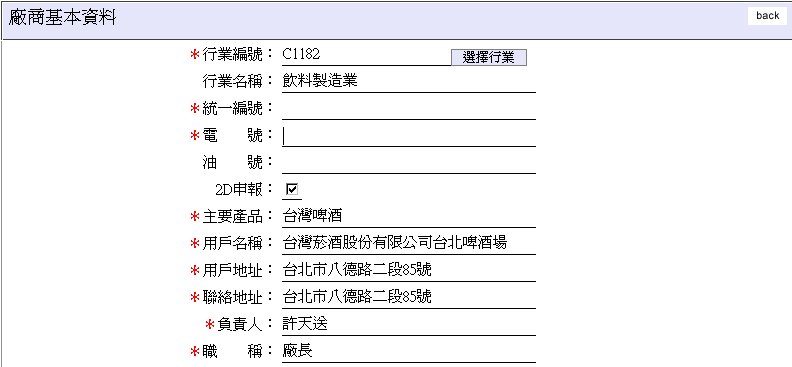 廠商基本資料 back
*行業編號： C1182 選擇行業
行業名稱： 飲料製造業
*統一編號：
*電　號：
油　號：
2D申報：
*主要產品： 台灣啤酒
*用戶名稱： 台灣菸酒股份有限公司台北啤酒場
*用戶地址： 台北市八德路二段85號
*聯絡地址： 台北市八德路二段85號
*負責人： 許天送
*職　稱： 廠長